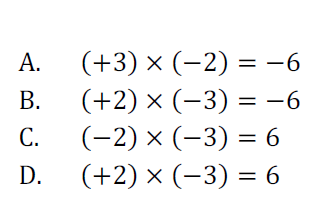 A. (+3) × (−2) = −6
B. (+2) × (−3) = −6
C. (−2) × (−3) = 6
D. (+2) × (−3) = 6